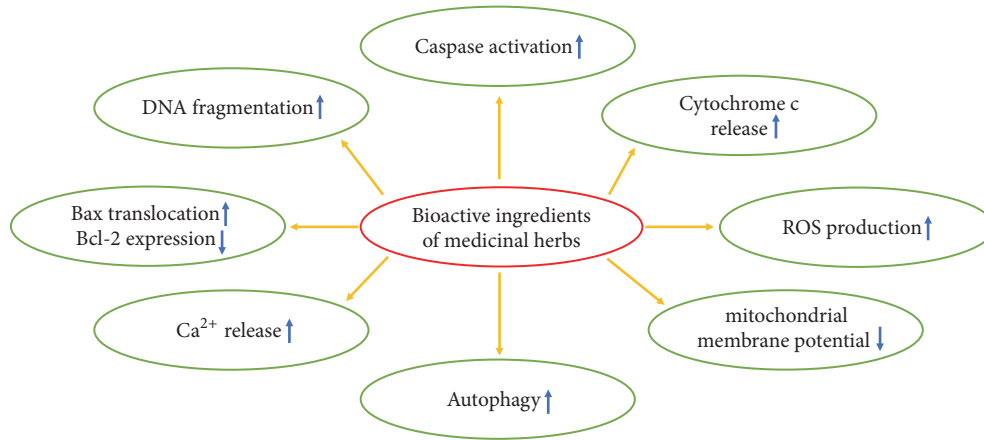 Caspase activation ↑
DNA fragmentation ↑
Cytochrome c
release ↑
Bax translocation ↑
Bcl-2 expression ↓
Bioactive ingredients
of medicinal herbs
ROS production ↑
Ca²⁺ release ↑
mitochondrial
membrane potential ↓
Autophagy ↑